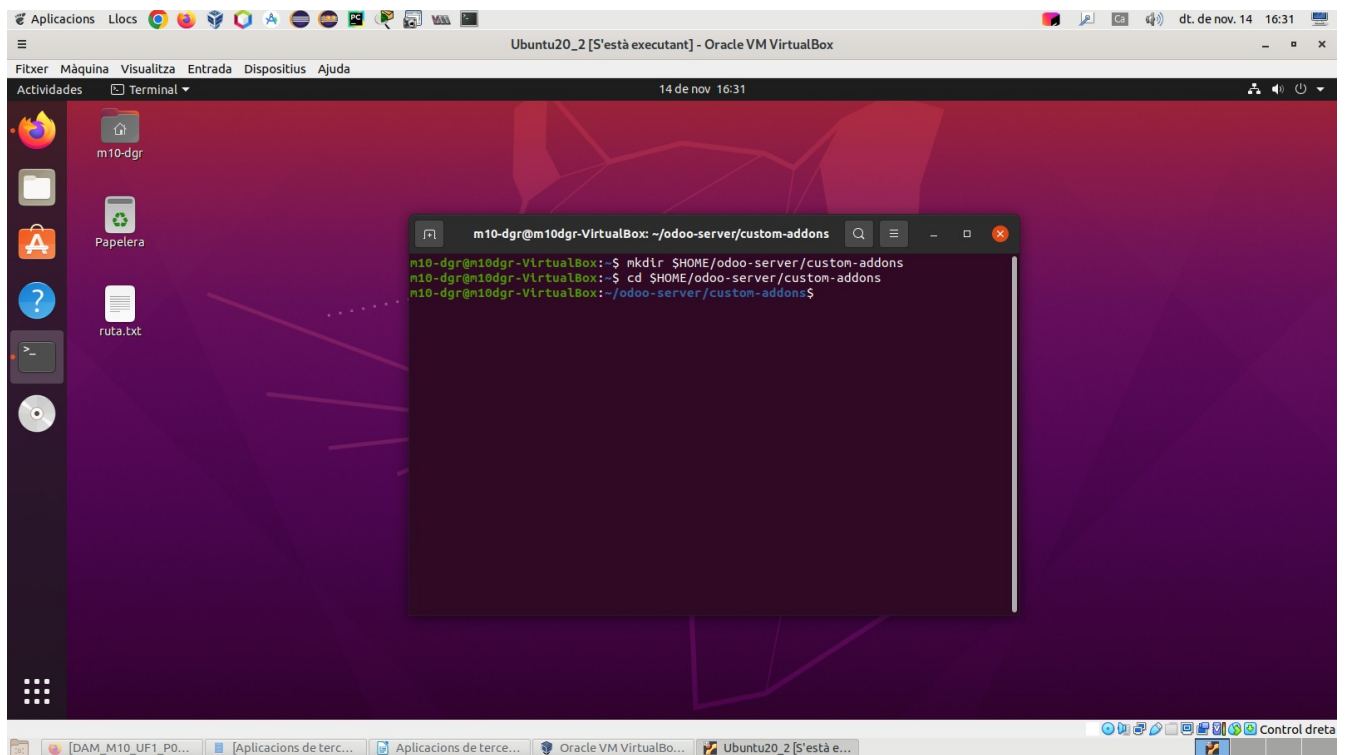 Aplicacions Llocs Ca dt. de nov. 14 16:31
Ubuntu20_2 [S'està executant] - Oracle VM VirtualBox
Fitxer Màquina Visualitza Entrada Dispositius Ajuda
Actividades Terminal 14 de nov 16:31
m10-dgr
Papelera
ruta.txt
m10-dgr@m10dgr-VirtualBox: ~/odoo-server/custom-addons
m10-dgr@m10dgr-VirtualBox:~$ mkdir $HOME/odoo-server/custom-addons
m10-dgr@m10dgr-VirtualBox:~$ cd $HOME/odoo-server/custom-addons
m10-dgr@m10dgr-VirtualBox:~/odoo-server/custom-addons$
Control dreta
[DAM_M10_UF1_P0... [Aplicacions de terc... Aplicacions de terce... Oracle VM VirtualBo... Ubuntu20_2 [S'està e...